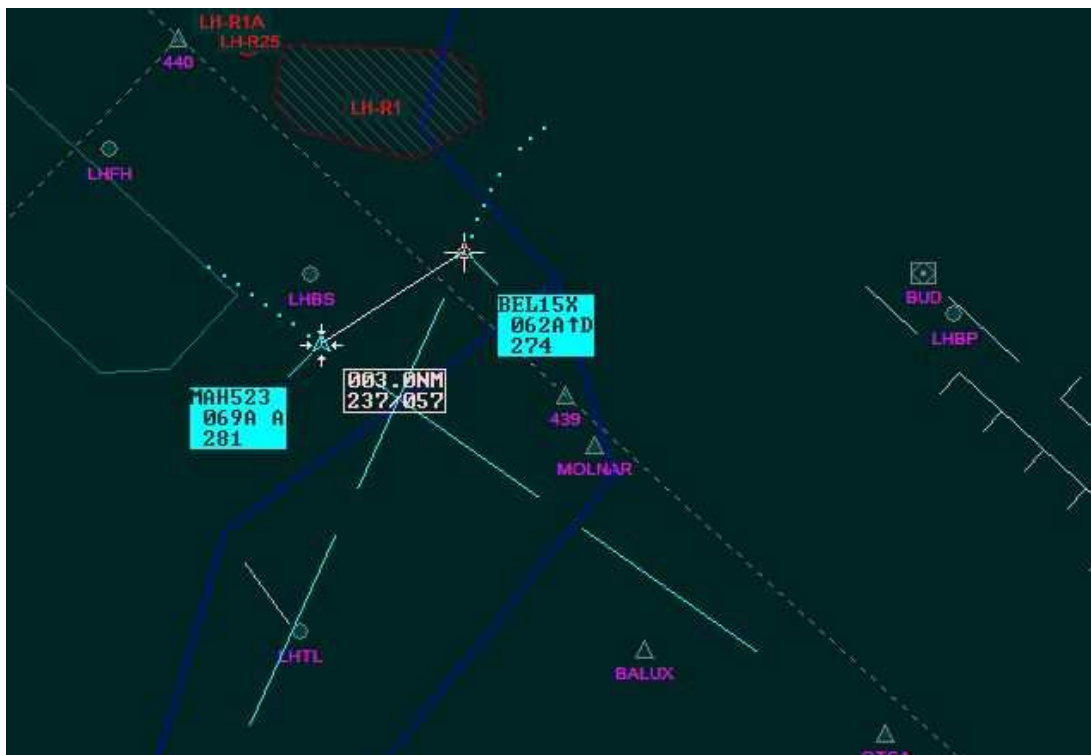 LH-R1A
LH-R25
440
LH-R1
LHFH
LHBS
BUD
LHBP
BEL15X
062A↑D
274
003.0NM
237/057
MAH523
069A A
281
439
MOLNAR
LHTL
BALUX